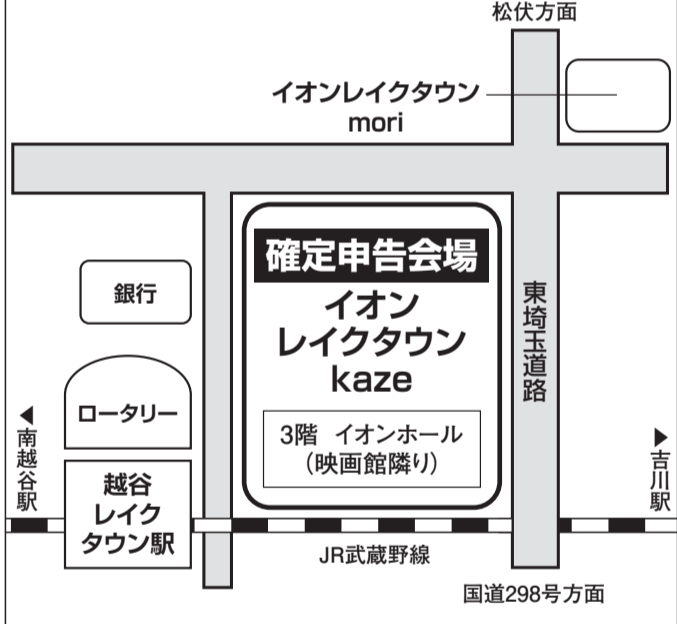 松伏方面
イオンレイクタウン
mori
確定申告会場
イオン
レイクタウン
kaze
3階 イオンホール
（映画館隣り）
銀行
ロータリー
越谷
レイク
タウン駅
◀南越谷駅
東埼玉道路
▶吉川駅
JR武蔵野線
国道298号方面